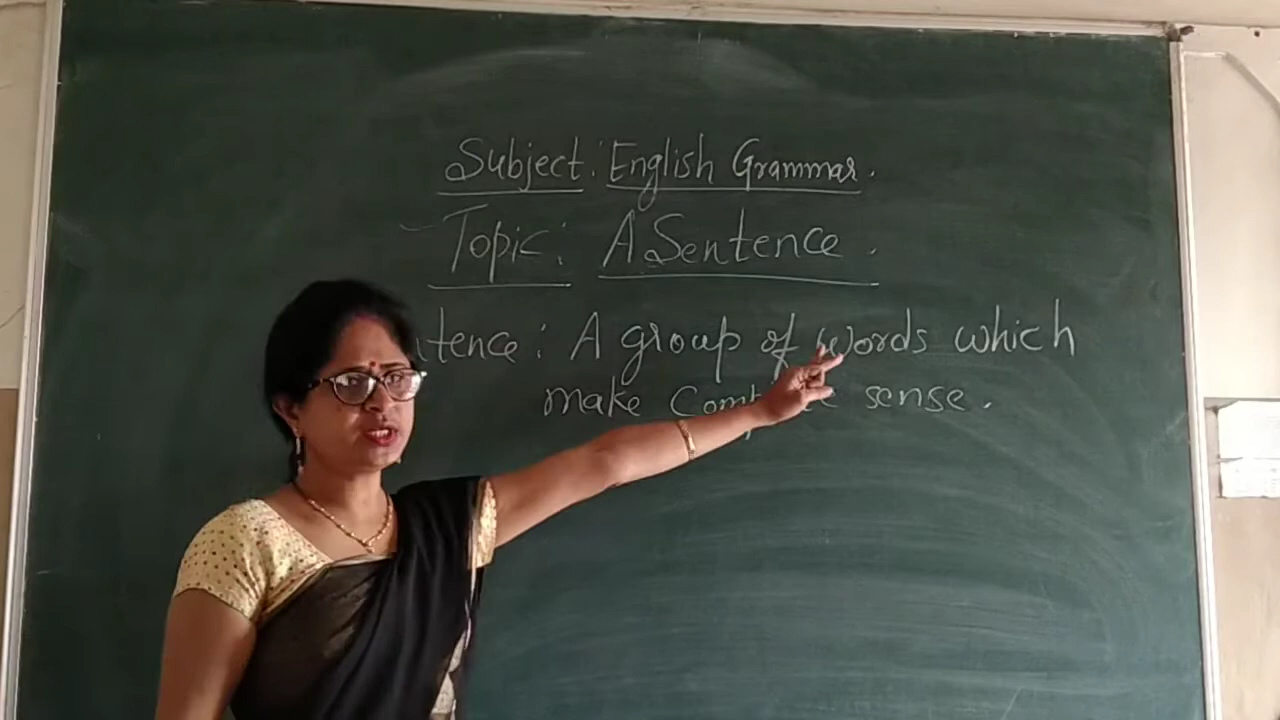 Subject: English Grammar.
Topic: A Sentence.
tence: A group of words which
make sense.